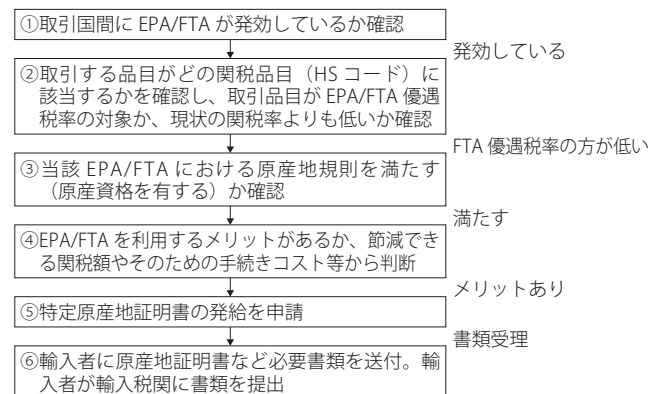 ①取引国間に EPA/FTA が発効しているか確認
発効している
②取引する品目がどの関税品目（HS コード）に
該当するかを確認し、取引品目が EPA/FTA 優遇
税率の対象か、現状の関税率よりも低いか確認
FTA 優遇税率の方が低い
③当該 EPA/FTA における原産地規則を満たす
（原産資格を有する）か確認
満たす
④EPA/FTA を利用するメリットがあるか、節減でき
る関税額やそのための手続きコスト等から判断
メリットあり
⑤特定原産地証明書の発給を申請
書類受理
⑥輸入者に原産地証明書など必要書類を送付。輸
入者が輸入税関に書類を提出